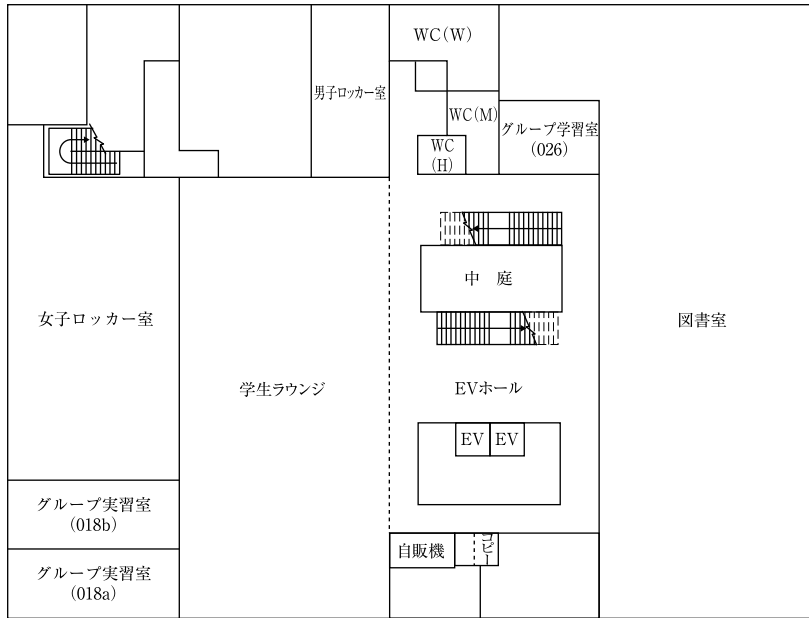 WC(W)
男子ロッカー室
WC(M)
グループ学習室
(026)
WC
(H)
中 庭
女子ロッカー室
図書室
学生ラウンジ
EVホール
EV
EV
グループ実習室
(018b)
自販機
コピー
グループ実習室
(018a)